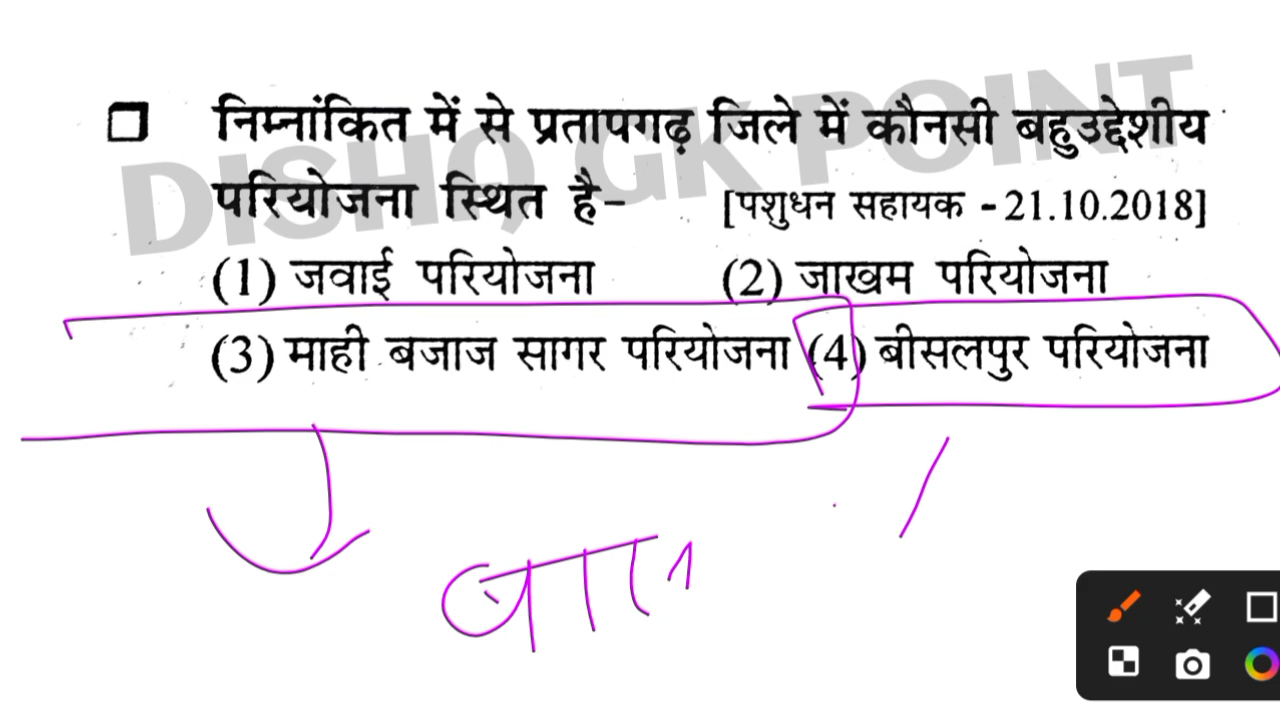 निम्नांकित में से प्रतापगढ़ जिले में कौनसी बहुउद्देशीय
परियोजना स्थित है-    [पशुधन सहायक - 21.10.2018]
(1) जवाई परियोजना    (2) जाखम परियोजना
(3) माही बजाज सागर परियोजना (4) बीसलपुर परियोजना
GK POINT